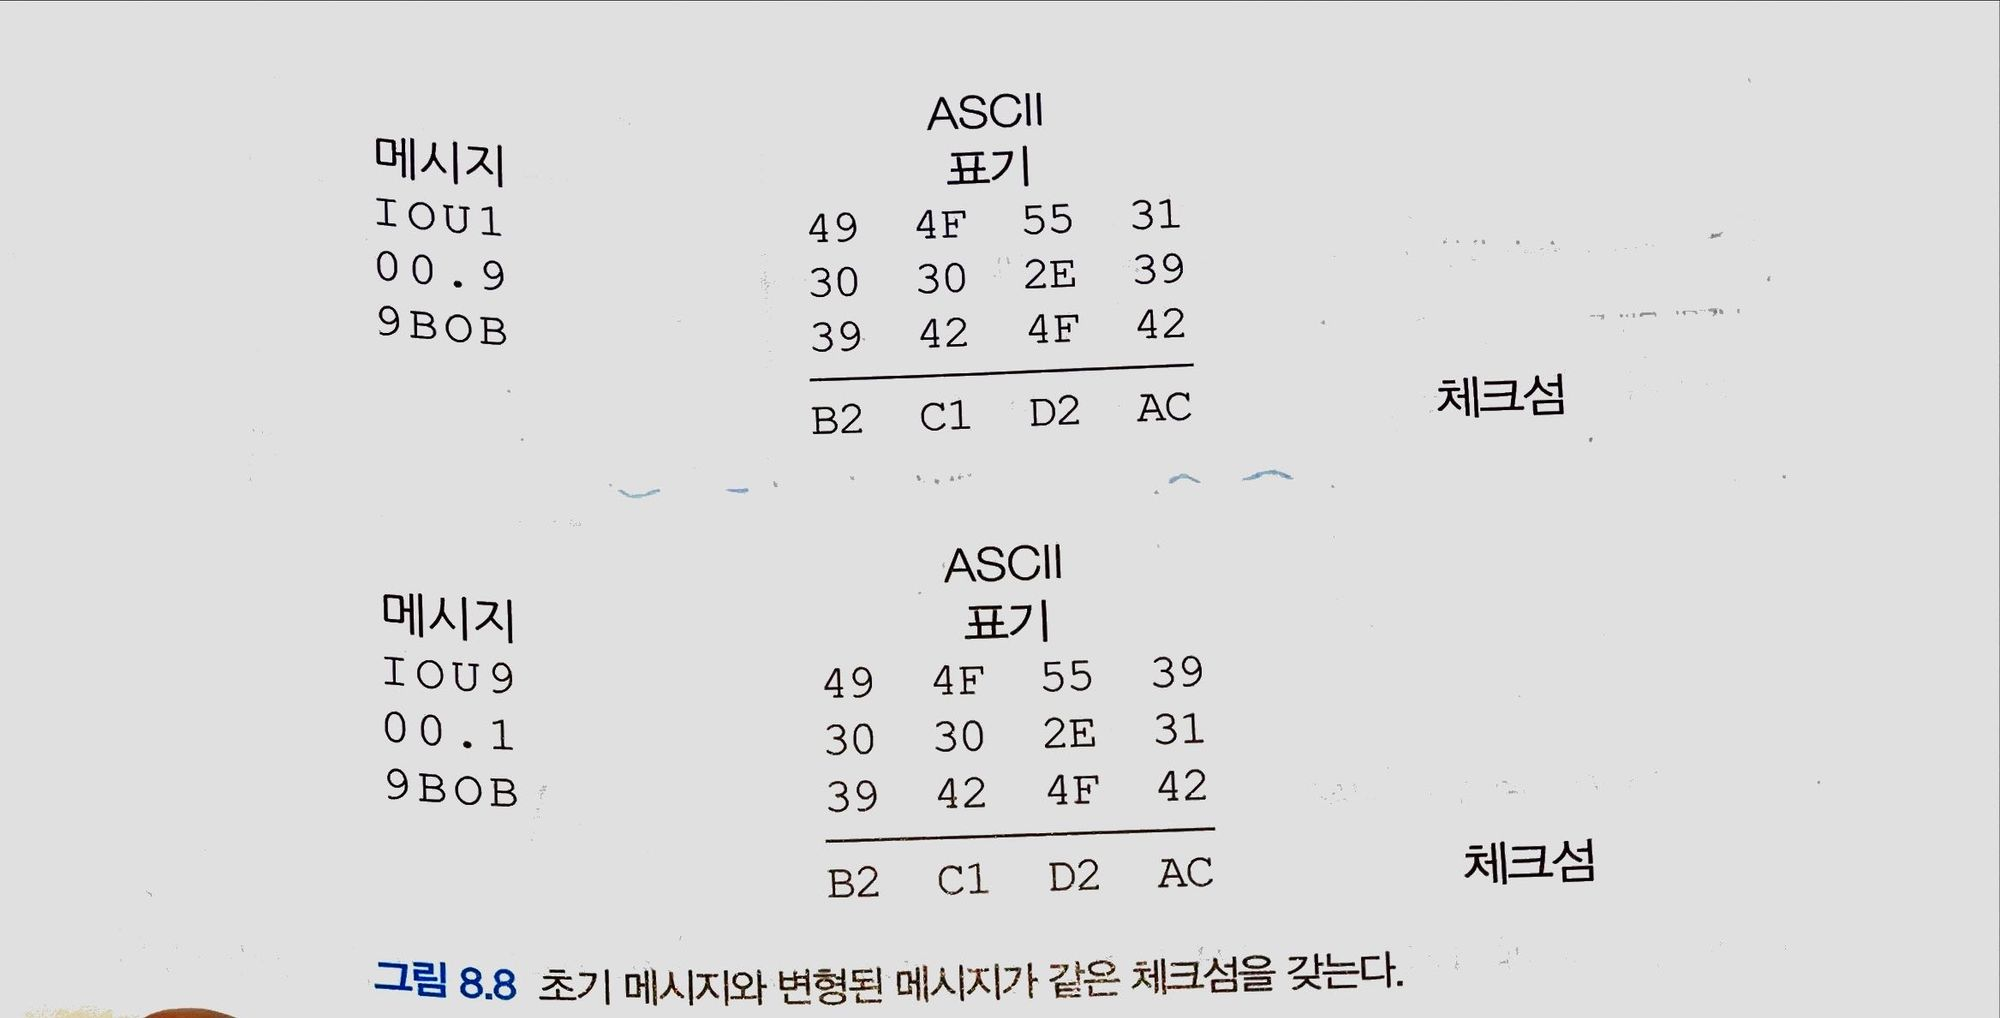 ASCII
메시지 표기
IOU1 49 4F 55 31
00.9 30 30 2E 39
9BOB 39 42 4F 42
B2 C1 D2 AC 체크섬
ASCII
메시지 표기
IOU9 49 4F 55 39
00.1 30 30 2E 31
9BOB 39 42 4F 42
B2 C1 D2 AC 체크섬
그림 8.8 초기 메시지와 변형된 메시지가 같은 체크섬을 갖는다.